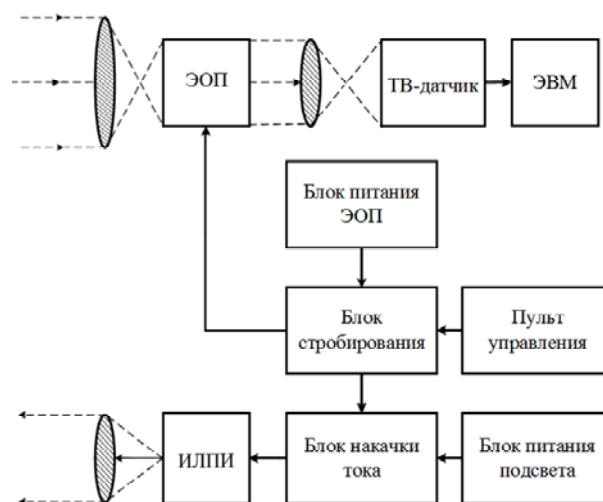 ЭОП
ТВ-датчик
ЭВМ
Блок питания
ЭОП
Блок
стробирования
Пульт
управления
ИЛПИ
Блок накачки
тока
Блок питания
подсвета